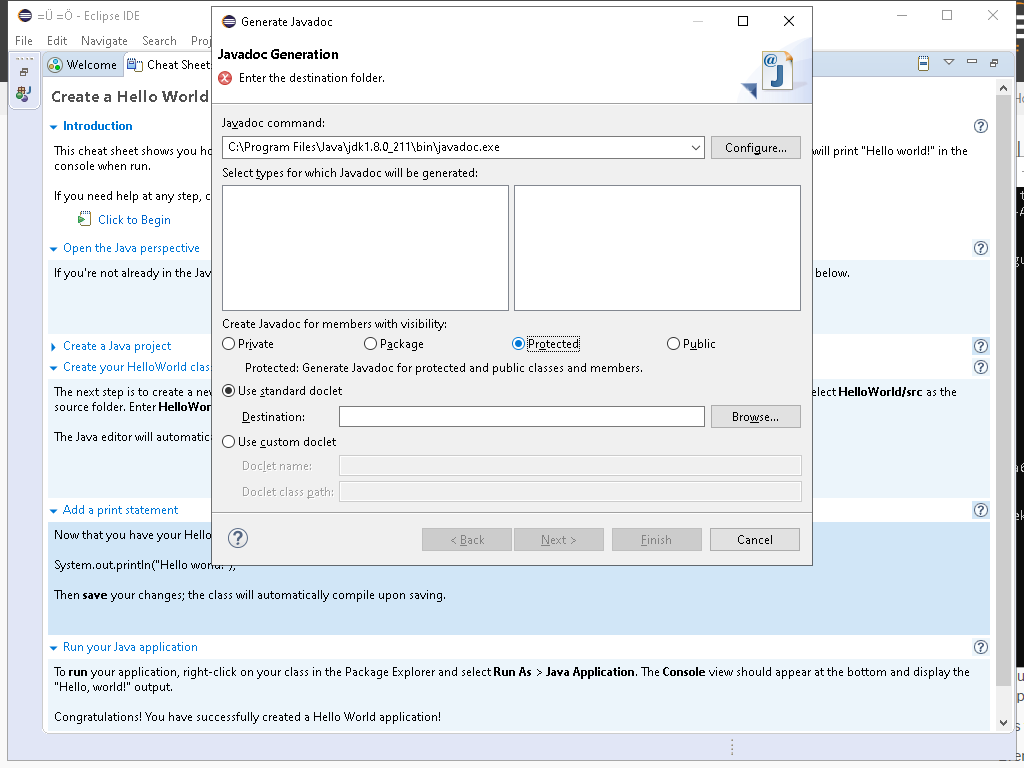 =Ü =Ö - Eclipse IDE
File Edit Navigate Search Proj
Welcome
Cheat Sheet
Create a Hello World
Introduction
This cheat sheet shows you ho
will print "Hello world!" in the
console when run.
If you need help at any step, c
Click to Begin
Open the Java perspective
If you're not already in the Jav
below.
Create a Java project
Create your HelloWorld clas
The next step is to create a new
elect HelloWorld/src as the
source folder. Enter HelloWor
The Java editor will automatica
Add a print statement
Now that you have your Hello
System.out.println("Hello world!");
Then save your changes; the class will automatically compile upon saving.
Run your Java application
To run your application, right-click on your class in the Package Explorer and select Run As > Java Application. The Console view should appear at the bottom and display the
"Hello, world!" output.
Congratulations! You have successfully created a Hello World application!
Generate Javadoc
Javadoc Generation
Enter the destination folder.
Javadoc command:
C:\Program Files\Java\jdk1.8.0_211\bin\javadoc.exe
Configure...
Select types for which Javadoc will be generated:
Create Javadoc for members with visibility:
Private Package Protected Public
Protected: Generate Javadoc for protected and public classes and members.
Use standard doclet
Destination:
Browse...
Use custom doclet
Doclet name:
Doclet class path:
< Back Next > Finish Cancel